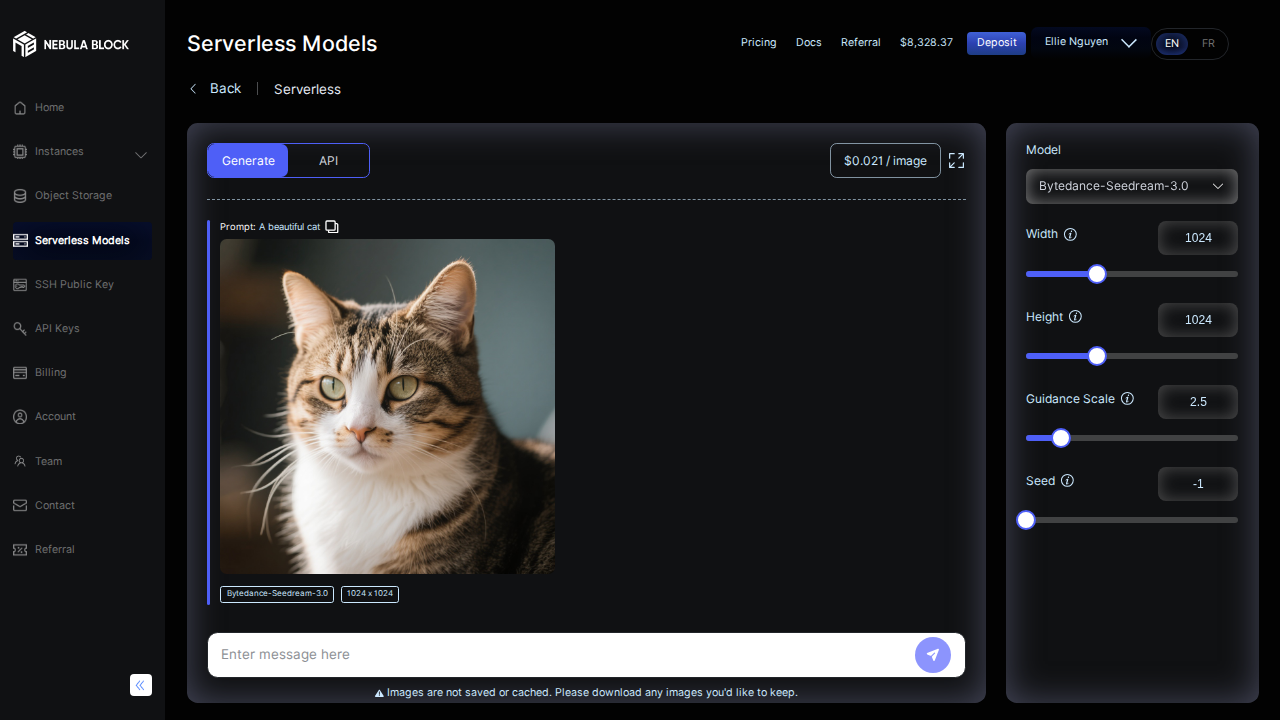 NEBULA BLOCK
Serverless Models
Pricing
Docs
Referral
$8,328.37
Deposit
Ellie Nguyen
EN
FR
Back
Serverless
Home
Instances
Object Storage
Serverless Models
SSH Public Key
API Keys
Billing
Account
Team
Contact
Referral
Generate
API
$0.021 / image
Prompt: A beautiful cat
Bytedance-Seedream-3.0
1024 x 1024
Enter message here
Images are not saved or cached. Please download any images you'd like to keep.
Model
Bytedance-Seedream-3.0
Width
1024
Height
1024
Guidance Scale
2.5
Seed
-1